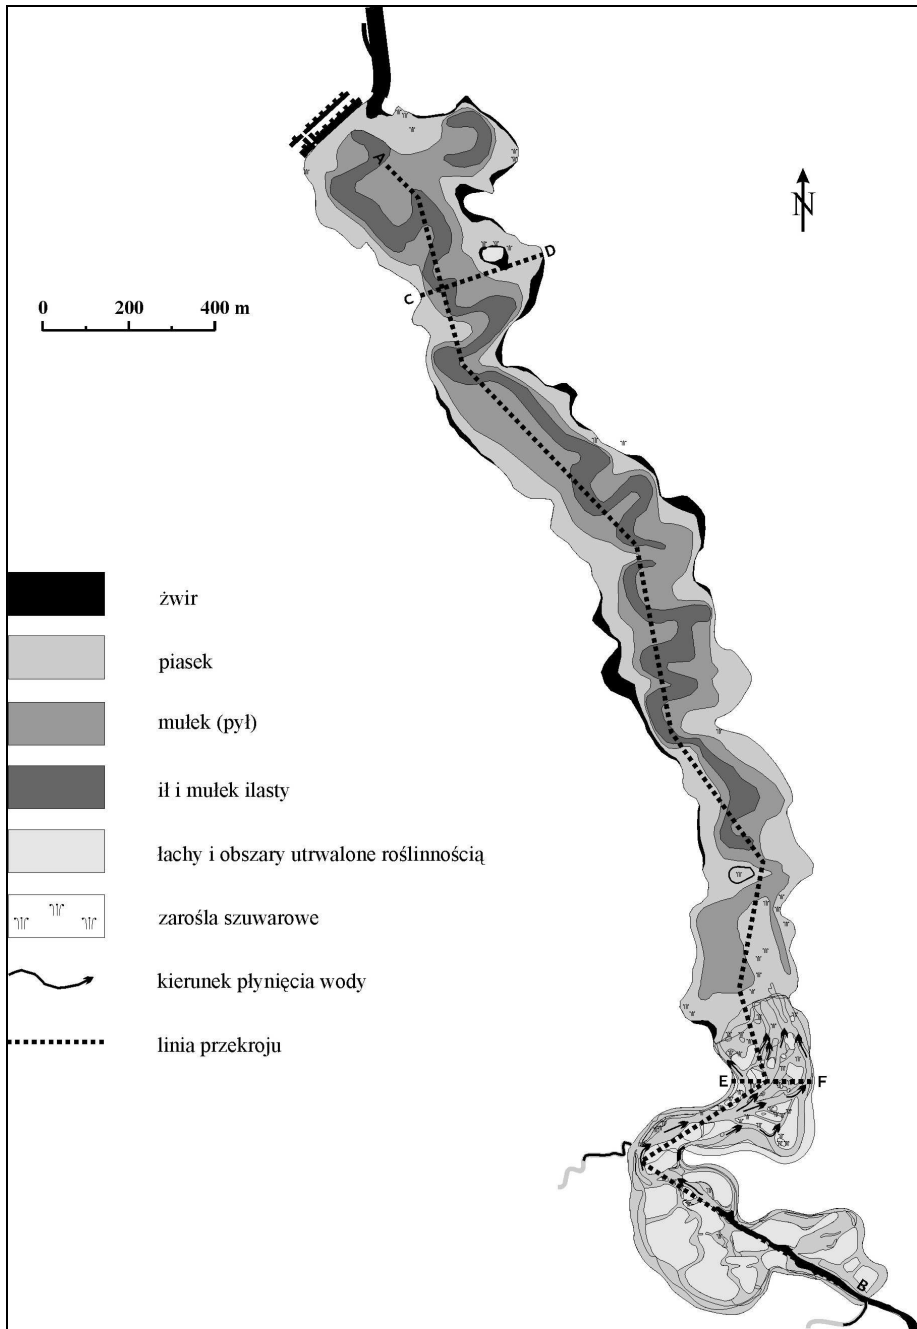 A
N
D
C
0 200 400 m
żwir
piasek
mułek (pył)
ił i mułek ilasty
łachy i obszary utrwalone roślinnością
zarośla szuwarowe
kierunek płynięcia wody
linia przekroju
E F
B